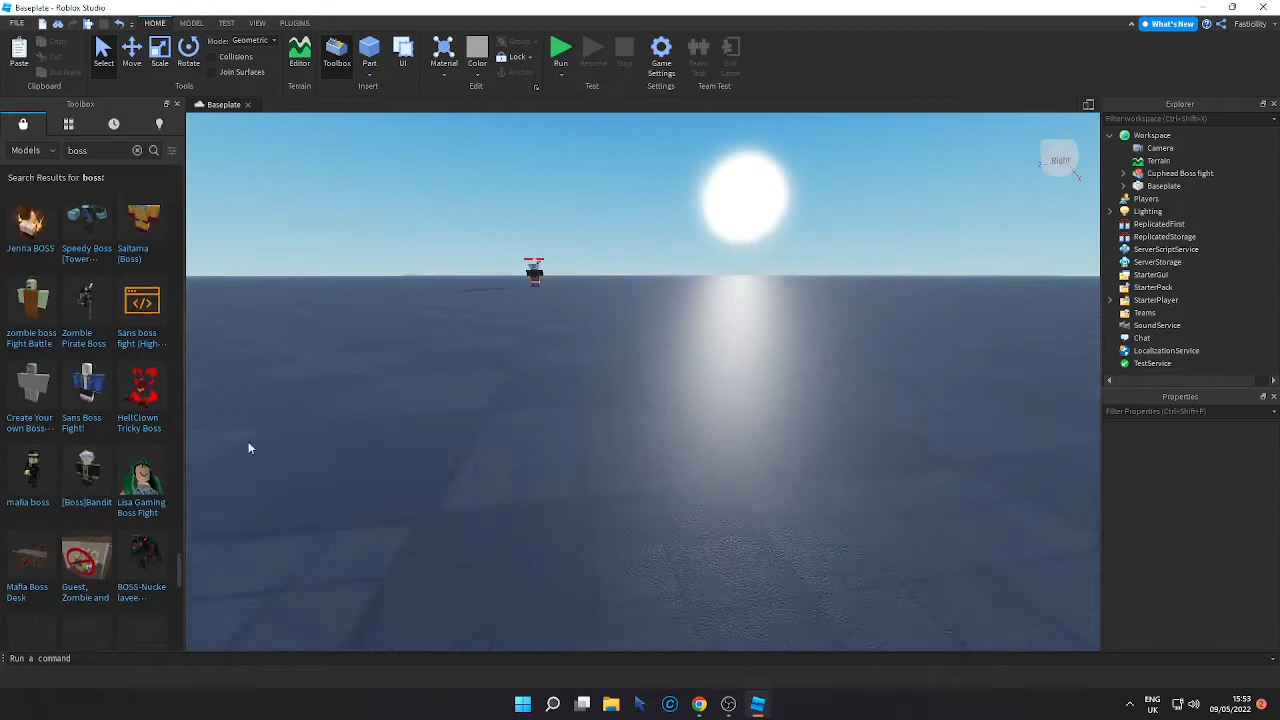 Baseplate - Roblox Studio
FILE HOME MODEL TEST VIEW PLUGINS What's New Fasticility
Paste Copy Cut Duplicate Select Move Scale Rotate Mode: Geometric Collisions Join Surfaces Editor Toolbox Part UI Material Color Group Lock Anchor Run Resume Stop Game Settings Team Test End Game
Clipboard Tools Terrain Insert Edit Test Settings Team Test
Toolbox Baseplate Explorer
Filter workspace (Ctrl+Shift+X)
Models boss
Search Results for boss:
Jenna BOSS
Speedy Boss [Tower...
Saitama (Boss)
zombie boss Fight Battle
Zombie Pirate Boss
Sans boss fight (High-...
Create Your own Boss-...
Sans Boss Fight!
HellClown Tricky Boss
mafia boss
[Boss]Bandit
Lisa Gaming Boss Fight
Mafia Boss Desk
Guest, Zombie and
BOSS-Nucke layee-...
Right
Z
X
Workspace
Camera
Terrain
Cuphead Boss fight
Baseplate
Players
Lighting
ReplicatedFirst
ReplicatedStorage
ServerScriptService
ServerStorage
StarterGui
StarterPack
StarterPlayer
Teams
SoundService
Chat
LocalizationService
TestService
Properties
Filter Properties (Ctrl+Shift+P)
Run a command
ENG UK
15:53
09/05/2022
2